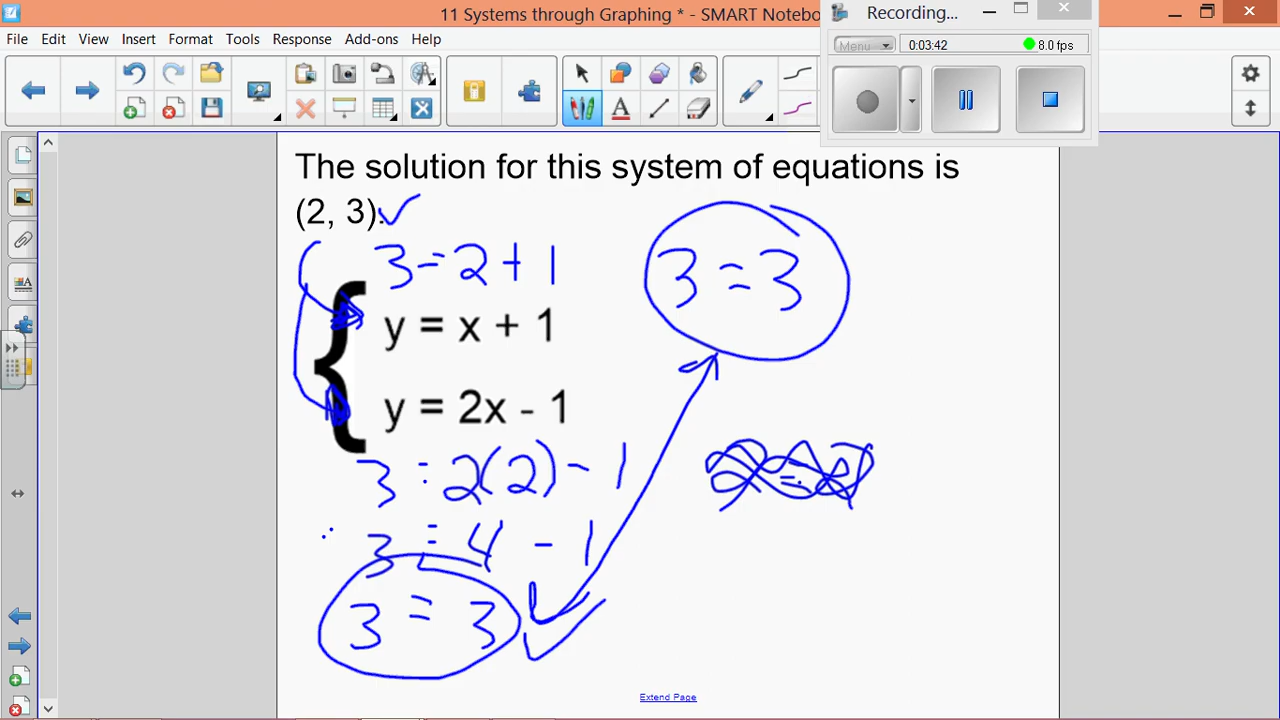 11 Systems through Graphing * - SMART Notebo
Recording...
File Edit View Insert Format Tools Response Add-ons Help
Menu
0:03:42
8.0 fps
The solution for this system of equations is
(2, 3).
3 = 2 + 1
3 = 3
y = x + 1
y = 2x - 1
3 = 2(2) - 1
3 = 4 - 1
3 = 3
Extend Page